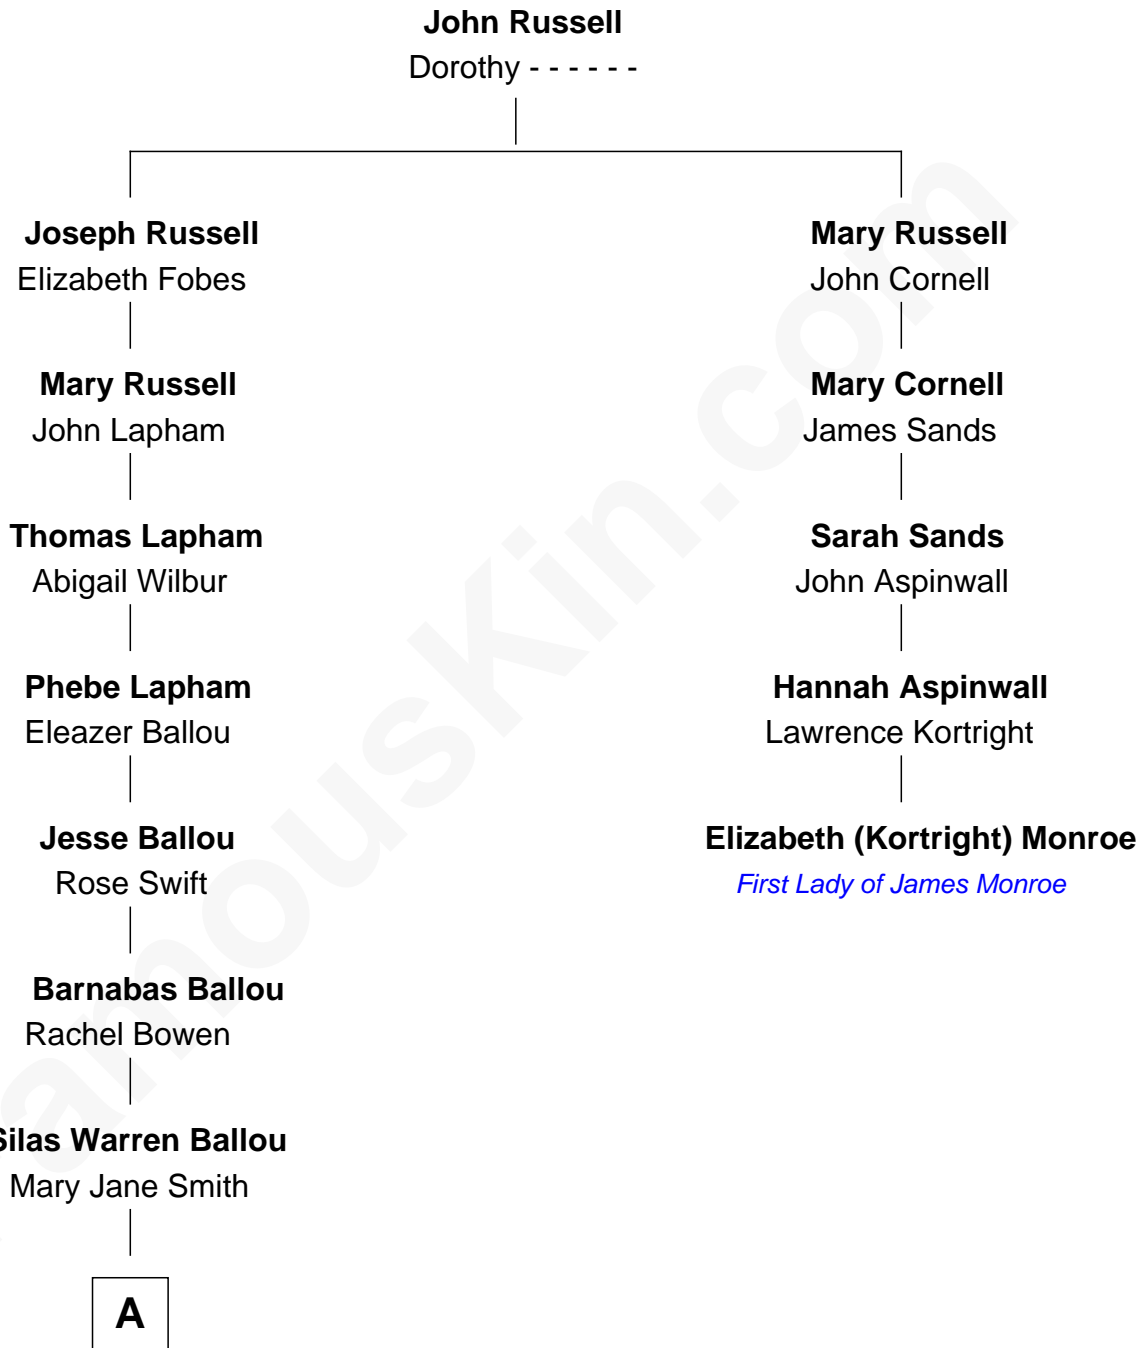 John Russell
Dorothy - - - - - -
Joseph Russell
Elizabeth Fobes
Mary Russell
John Cornell
Mary Russell
John Lapham
Mary Cornell
James Sands
Thomas Lapham
Abigail Wilbur
Sarah Sands
John Aspinwall
Phebe Lapham
Eleazer Ballou
Hannah Aspinwall
Lawrence Kortright
Jesse Ballou
Rose Swift
Elizabeth (Kortright) Monroe
First Lady of James Monroe
Barnabas Ballou
Rachel Bowen
Silas Warren Ballou
Mary Jane Smith
A
amouskin.com